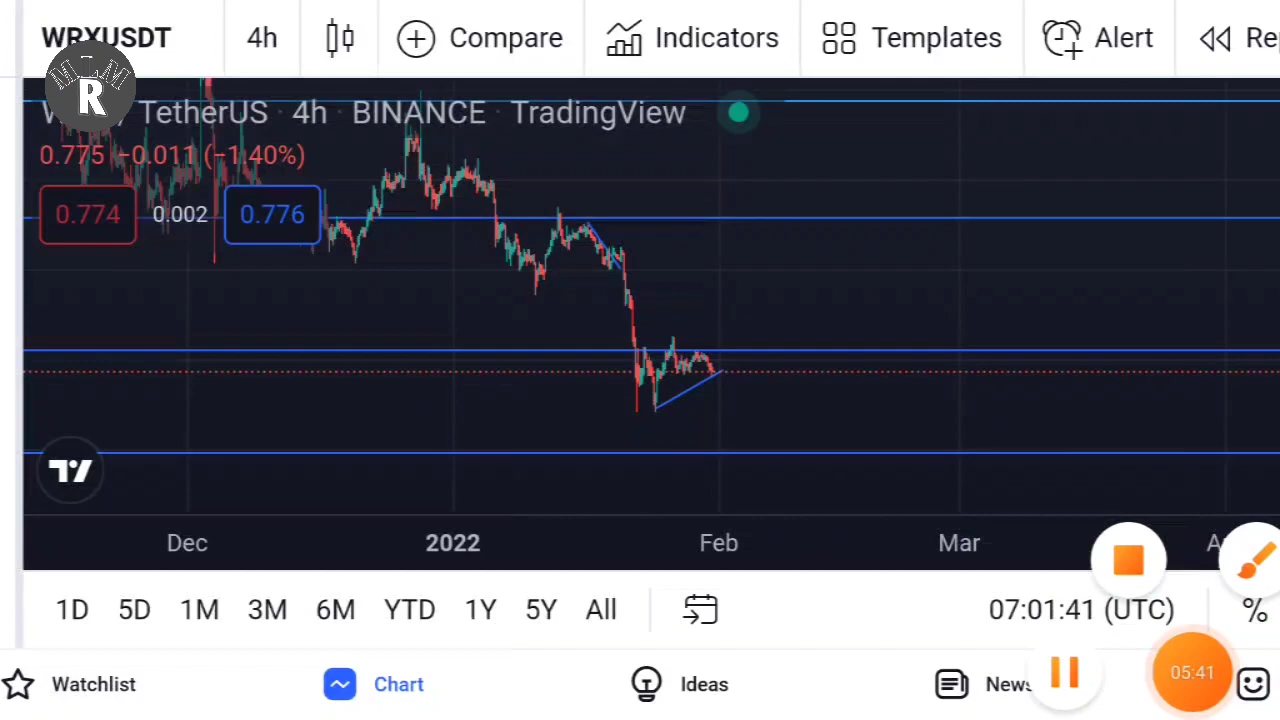 WRXUSDT 4h Compare Indicators Templates Alert Re
MLM
R
TetherUS · 4h · BINANCE · TradingView
0.775 −0.011 (−1.40%)
0.774 0.002 0.776
Dec 2022 Feb Mar A
1D 5D 1M 3M 6M YTD 1Y 5Y All 07:01:41 (UTC) %
Watchlist Chart Ideas News 05:41